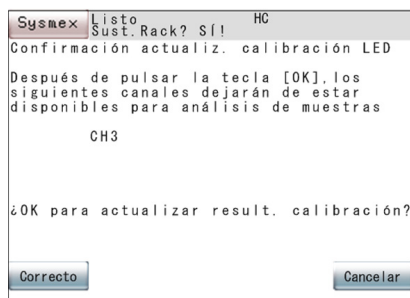 Sysmex Listo HC
Sust.Rack? SÍ!
Confirmación actualiz. calibración LED
Después de pulsar la tecla [OK],los
siguientes canales dejarán de estar
disponibles para análisis de muestras
CH3
¿OK para actualizar result. calibración?
Correcto Cancelar